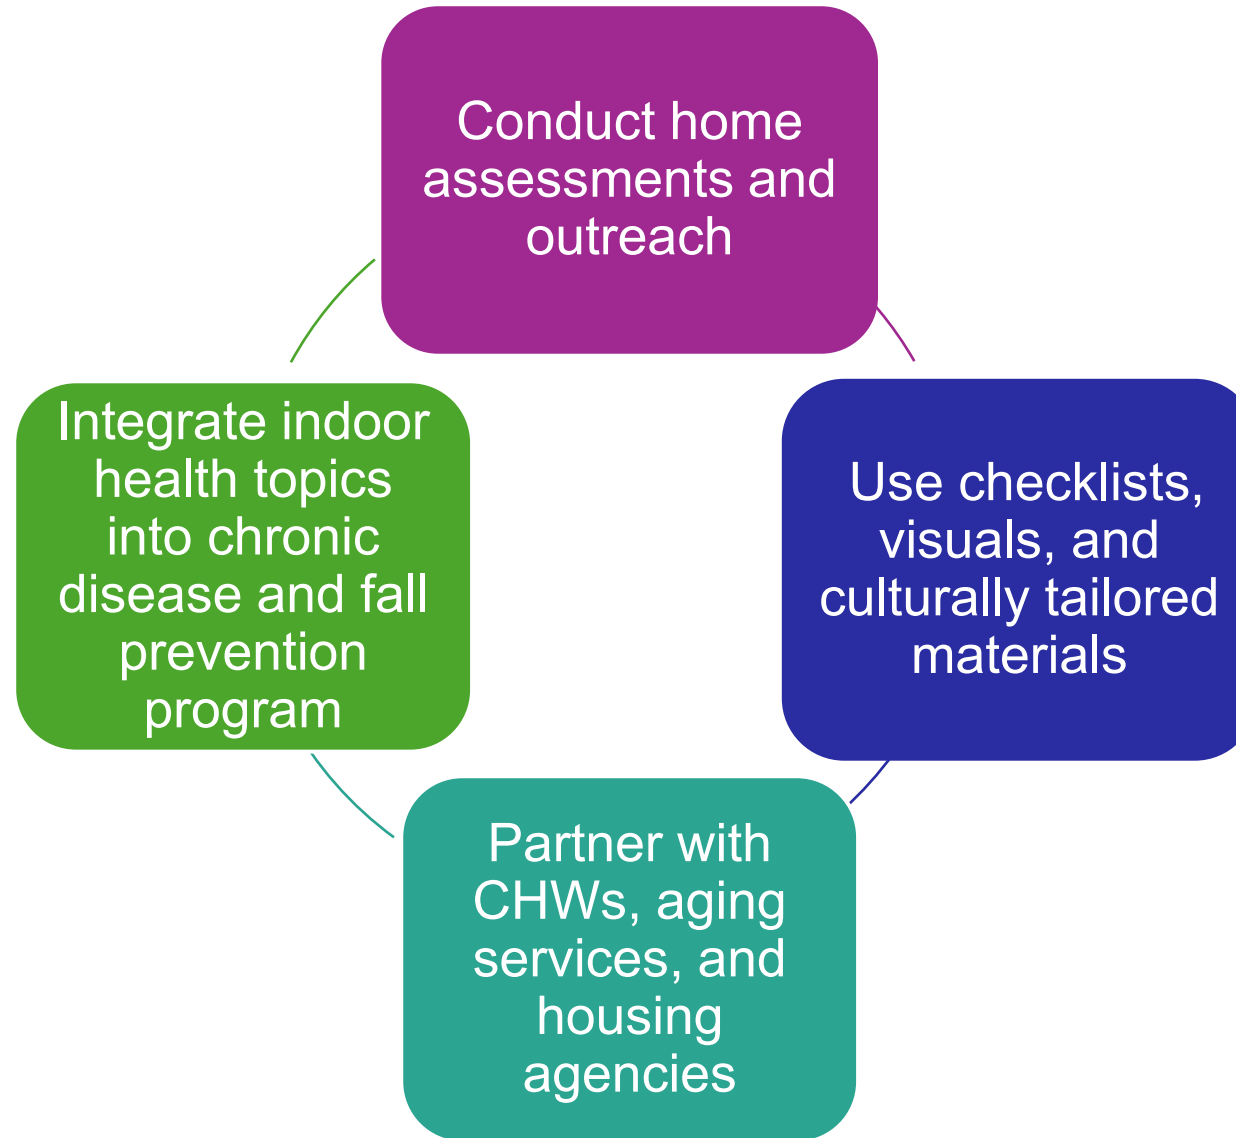 Conduct home
assessments and
outreach
Use checklists,
visuals, and
culturally tailored
materials
Partner with
CHWs, aging
services, and
housing
agencies
Integrate indoor
health topics
into chronic
disease and fall
prevention
program